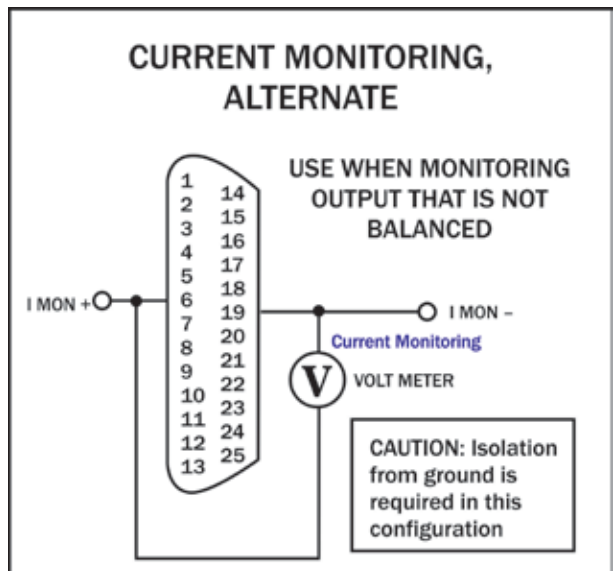 CURRENT MONITORING,
ALTERNATE
USE WHEN MONITORING
OUTPUT THAT IS NOT
BALANCED
1
2
3
4
5
6
7
8
9
10
11
12
13
14
15
16
17
18
19
20
21
22
23
24
25
I MON +
I MON –
Current Monitoring
V
VOLT METER
CAUTION: Isolation
from ground is
required in this
configuration